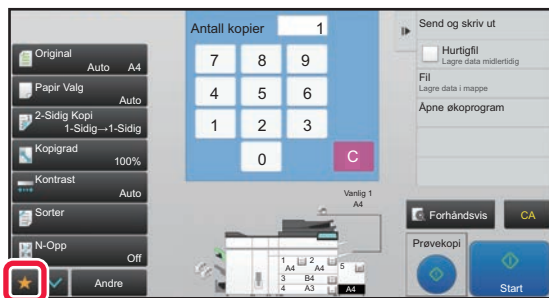 Original
Auto A4
Papir Valg
Auto
2-Sidig Kopi
1-Sidig→1-Sidig
Kopigrad
100%
Kontrast
Auto
Sorter
N-Opp
Off
Andre
Antall kopier 1
7 8 9
4 5 6
1 2 3
0 C
Vanlig 1
A4
1 A4 2 A4 5
3 B4
4 A3 A4
Send og skriv ut
Hurtigfil
Lagre data midlertidig
Fil
Lagre data i mappe
Åpne økoprogram
Forhåndsvis CA
Prøvekopi
Start